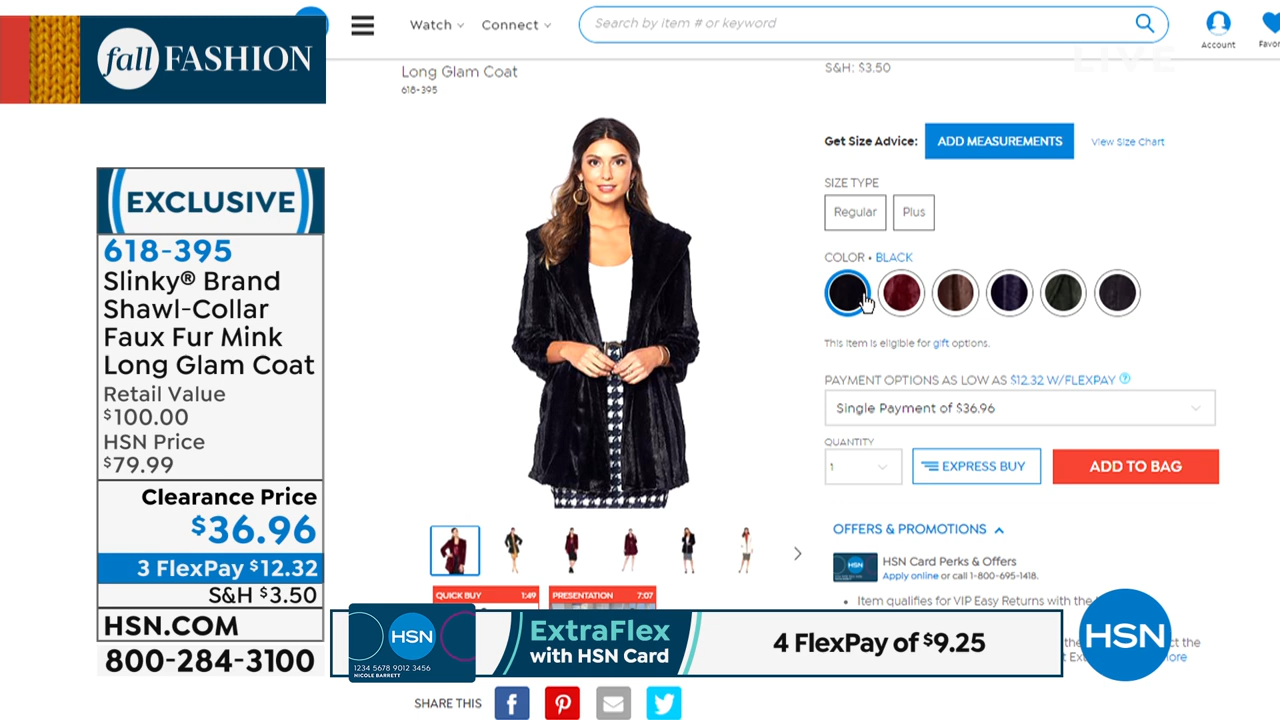 fall FASHION
Watch
Connect
Search by item # or keyword
Account
LIVE
Long Glam Coat
618-395
S&H: $3.50
Get Size Advice:
ADD MEASUREMENTS
View Size Chart
SIZE TYPE
Regular
Plus
COLOR • BLACK
This item is eligible for gift options.
PAYMENT OPTIONS AS LOW AS $12.32 W/FLEXPAY ?
Single Payment of $36.96
QUANTITY
1
EXPRESS BUY
ADD TO BAG
OFFERS & PROMOTIONS
HSN
HSN Card Perks & Offers
Apply online or call 1-800-695-1418.
• Item qualifies for VIP Easy Returns with the
EXCLUSIVE
618-395
Slinky® Brand
Shawl-Collar
Faux Fur Mink
Long Glam Coat
Retail Value
$100.00
HSN Price
$79.99
Clearance Price
$36.96
3 FlexPay $12.32
S&H $3.50
HSN.COM
800-284-3100
QUICK BUY 1:49
PRESENTATION 7:07
HSN
1234 5678 9012 3456
NICOLE BARRETT
ExtraFlex
with HSN Card
4 FlexPay of $9.25
HSN
SHARE THIS